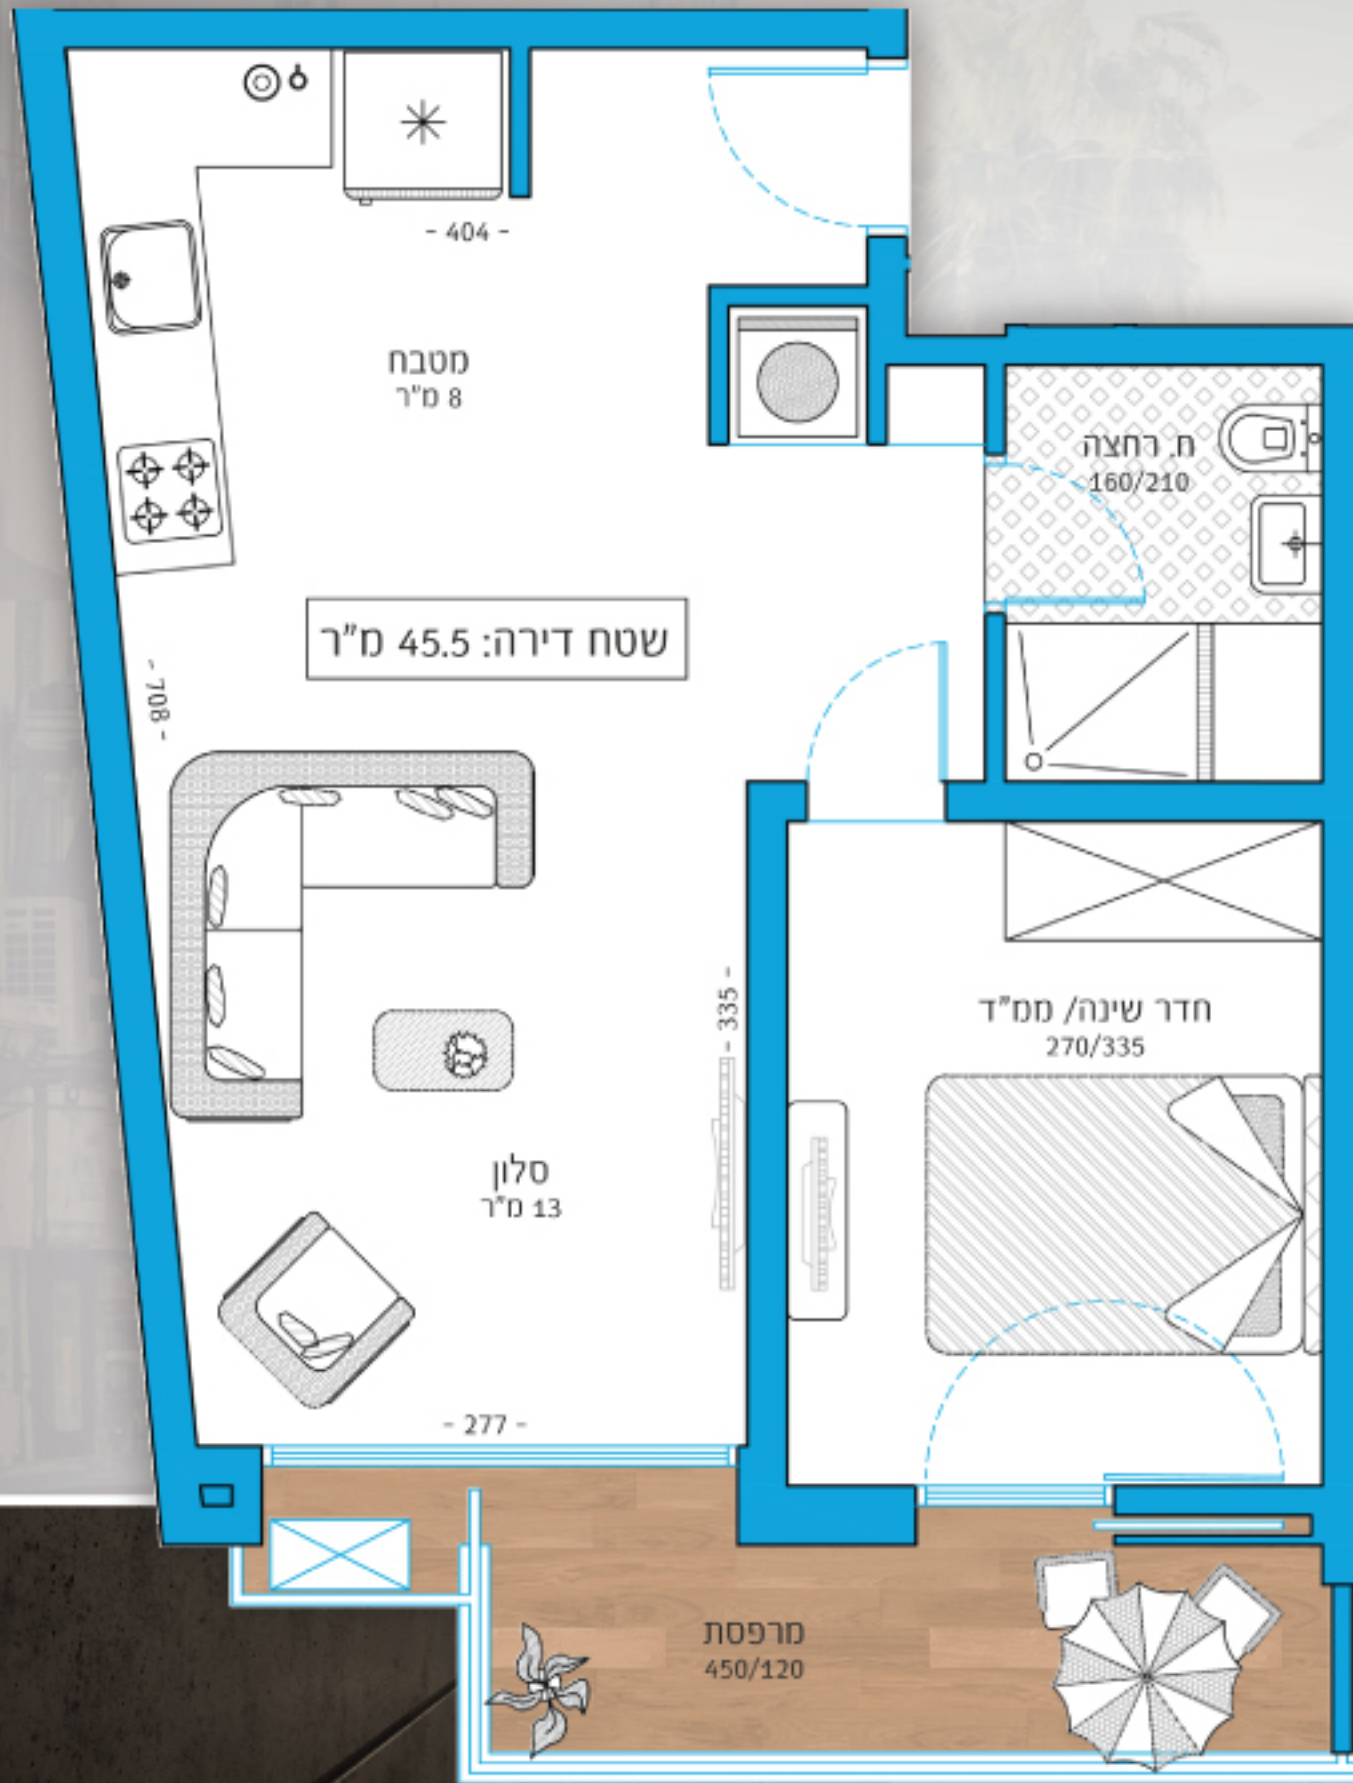 - 404 -
מטבח
8 מ"ר
ח. רחצה
160/210
שטח דירה: 45.5 מ"ר
- 708 -
- 335 -
חדר שינה/ ממ"ד
270/335
סלון
13 מ"ר
- 277 -
מרפסת
450/120